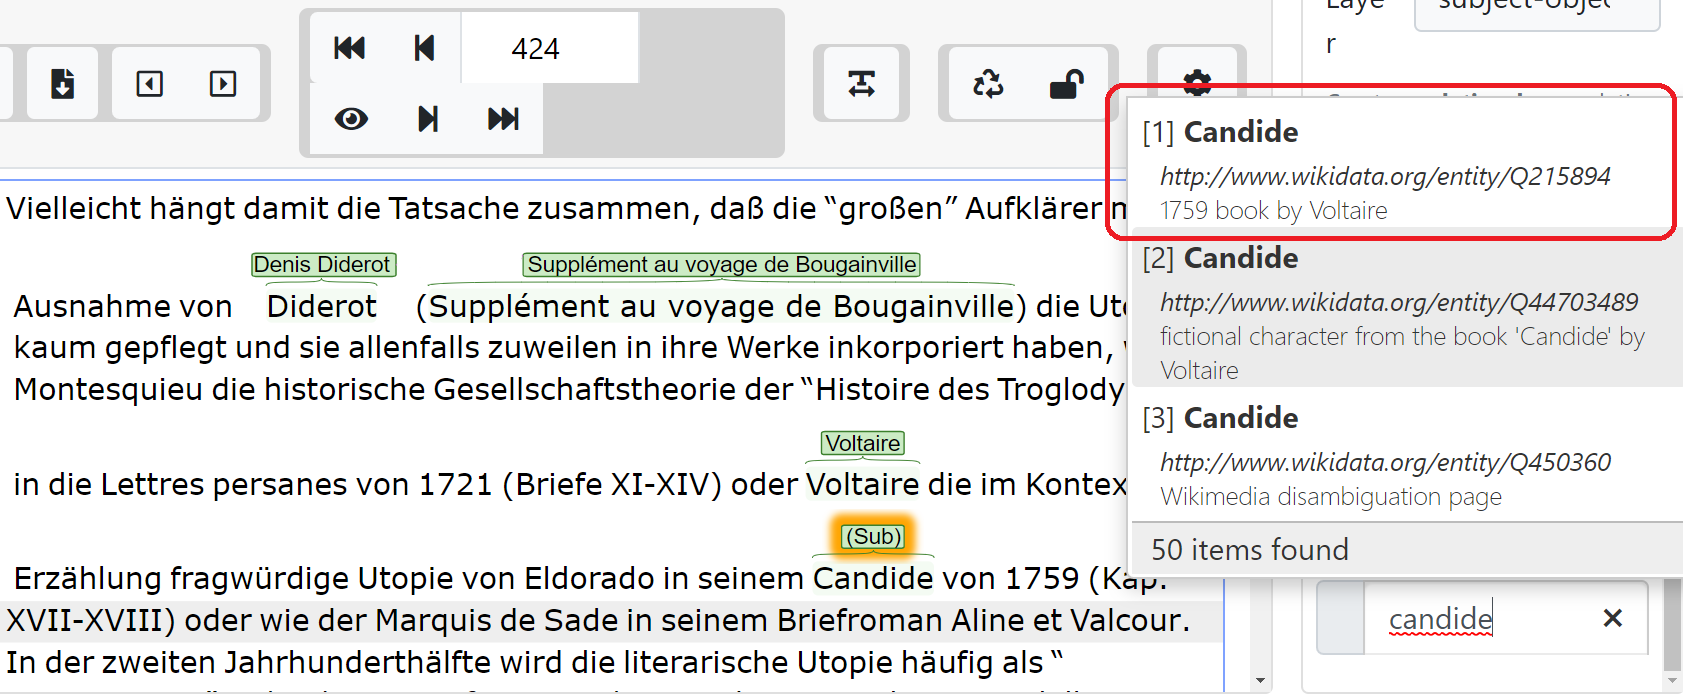 Laye
r
subject-objec
424
[1] Candide
http://www.wikidata.org/entity/Q215894
1759 book by Voltaire
[2] Candide
http://www.wikidata.org/entity/Q44703489
fictional character from the book 'Candide' by
Voltaire
[3] Candide
http://www.wikidata.org/entity/Q450360
Wikimedia disambiguation page
50 items found
candide
Vielleicht hängt damit die Tatsache zusammen, daß die “großen” Aufklärer
Denis Diderot
Supplément au voyage de Bougainville
Ausnahme von Diderot (Supplément au voyage de Bougainville) die Uto
kaum gepflegt und sie allenfalls zuweilen in ihre Werke inkorporiert haben,
Montesquieu die historische Gesellschaftstheorie der “Histoire des Troglody
Voltaire
in die Lettres persanes von 1721 (Briefe XI-XIV) oder Voltaire die im Kontex
(Sub)
Erzählung fragwürdige Utopie von Eldorado in seinem Candide von 1759 (Kap.
XVII-XVIII) oder wie der Marquis de Sade in seinem Briefroman Aline et Valcour.
In der zweiten Jahrhunderthälfte wird die literarische Utopie häufig als “